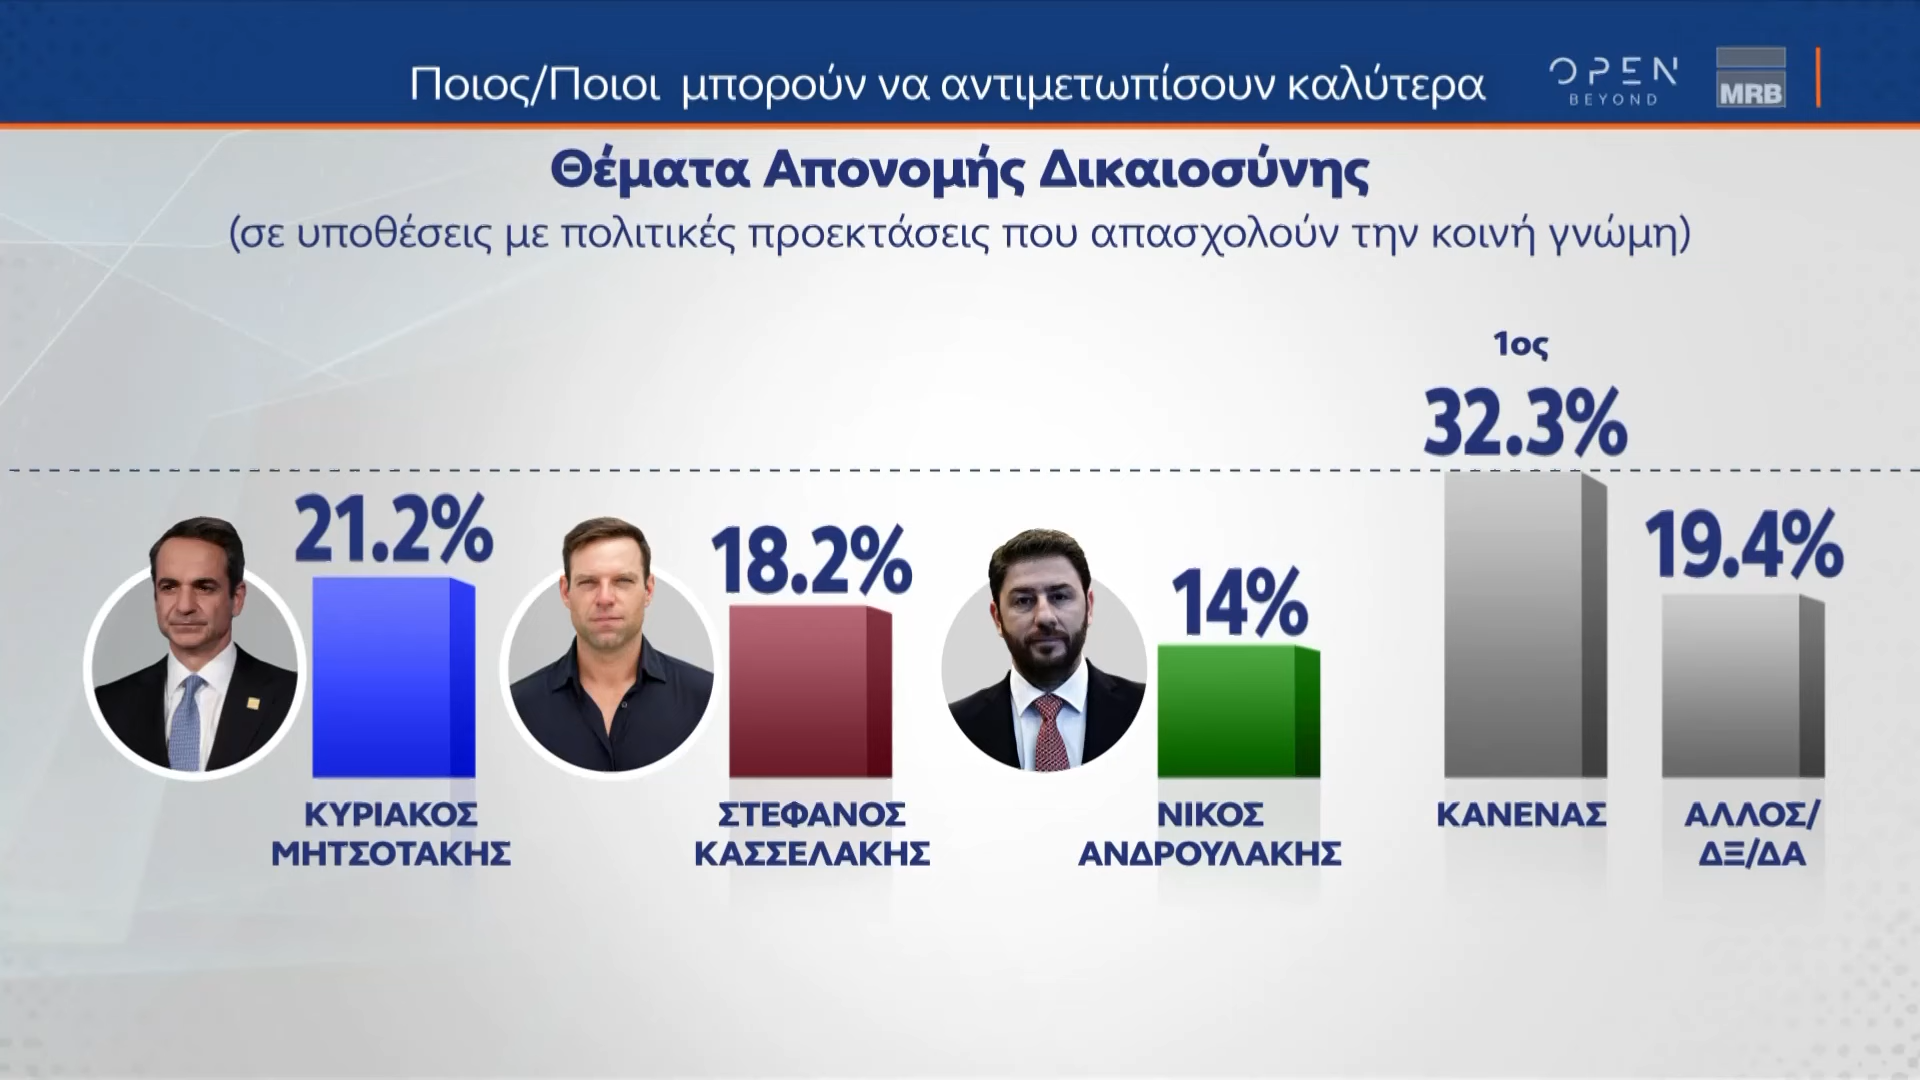 Ποιος/Ποιοι μπορούν να αντιμετωπίσουν καλύτερα
OPEN
BEYOND
MRB
Θέματα Απονομής Δικαιοσύνης
(σε υποθέσεις με πολιτικές προεκτάσεις που απασχολούν την κοινή γνώμη)
1ος
21.2%
18.2%
14%
32.3%
19.4%
ΚΥΡΙΑΚΟΣ
ΜΗΤΣΟΤΑΚΗΣ
ΣΤΕΦΑΝΟΣ
ΚΑΣΣΕΛΑΚΗΣ
ΝΙΚΟΣ
ΑΝΔΡΟΥΛΑΚΗΣ
ΚΑΝΕΝΑΣ
ΑΛΛΟΣ/
ΔΞ/ΔΑ